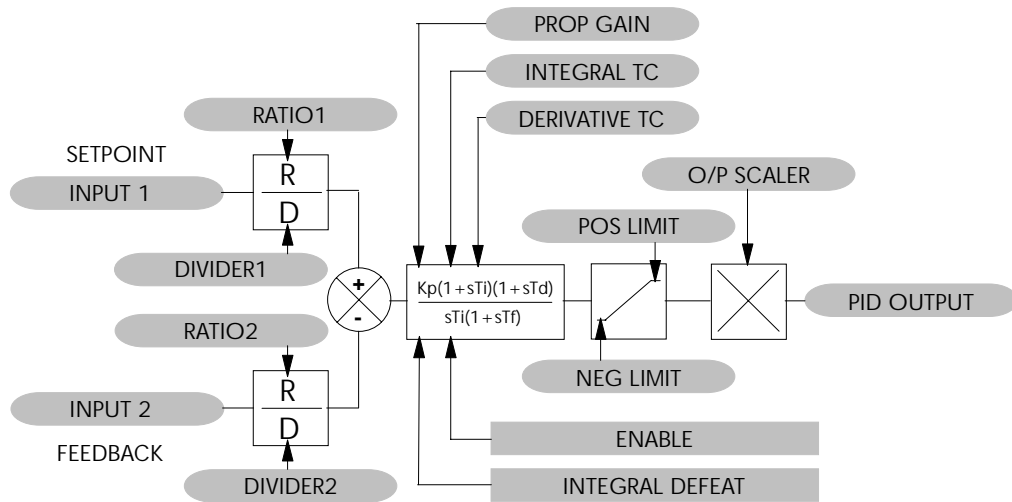 PROP GAIN
INTEGRAL TC
DERIVATIVE TC
RATIO1
SETPOINT
INPUT 1
R
D
DIVIDER1
O/P SCALER
POS LIMIT
+
-
Kp(1+sTi)(1+sTd)
sTi(1+sTf)
PID OUTPUT
NEG LIMIT
RATIO2
INPUT 2
R
D
FEEDBACK
DIVIDER2
ENABLE
INTEGRAL DEFEAT